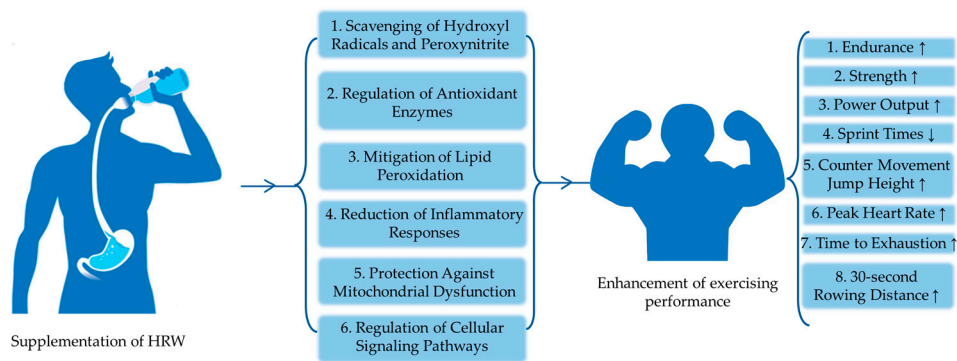 Supplementation of HRW
1. Scavenging of Hydroxyl
Radicals and Peroxynitrite
2. Regulation of Antioxidant
Enzymes
3. Mitigation of Lipid
Peroxidation
4. Reduction of Inflammatory
Responses
5. Protection Against
Mitochondrial Dysfunction
6. Regulation of Cellular
Signaling Pathways
Enhancement of exercising
performance
1. Endurance ↑
2. Strength ↑
3. Power Output ↑
4. Sprint Times ↓
5. Counter Movement
Jump Height ↑
6. Peak Heart Rate ↑
7. Time to Exhaustion ↑
8. 30-second
Rowing Distance ↑